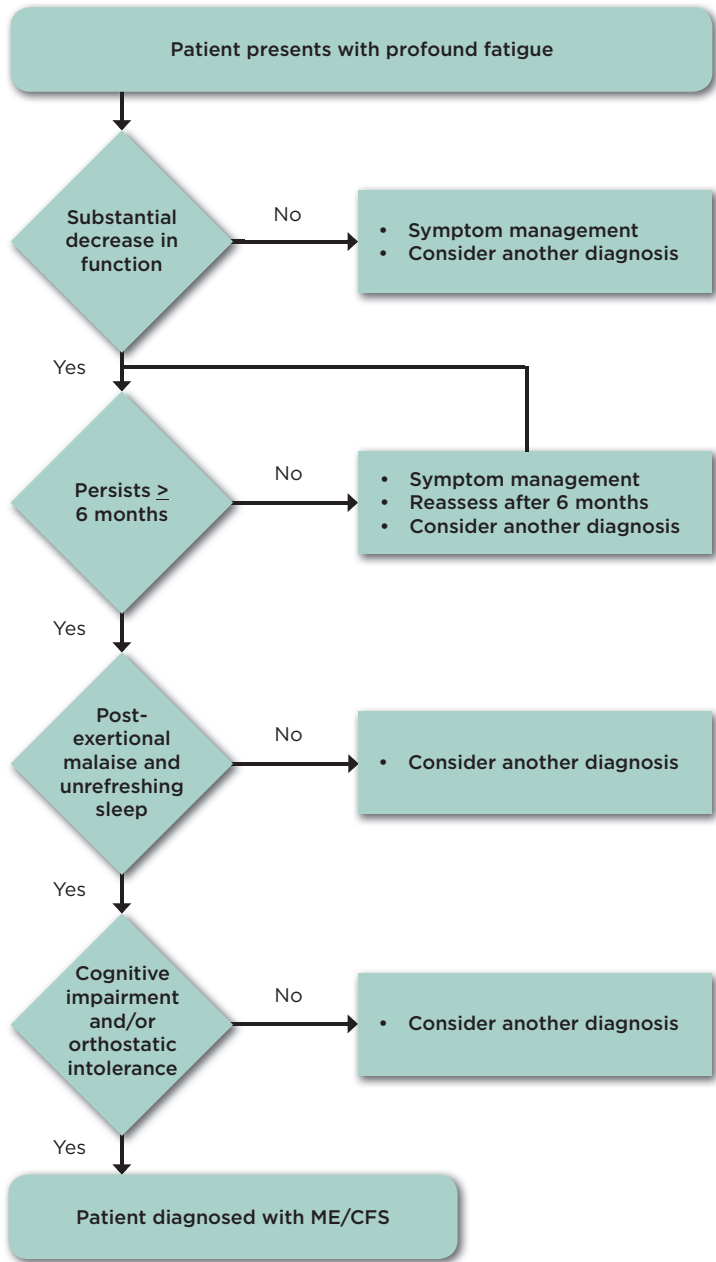 Patient presents with profound fatigue
Substantial
decrease in
function
No
• Symptom management
• Consider another diagnosis
Yes
Persists ≥
6 months
No
• Symptom management
• Reassess after 6 months
• Consider another diagnosis
Yes
Post-
exertional
malaise and
unrefreshing
sleep
No
• Consider another diagnosis
Yes
Cognitive
impairment
and/or
orthostatic
intolerance
No
• Consider another diagnosis
Yes
Patient diagnosed with ME/CFS